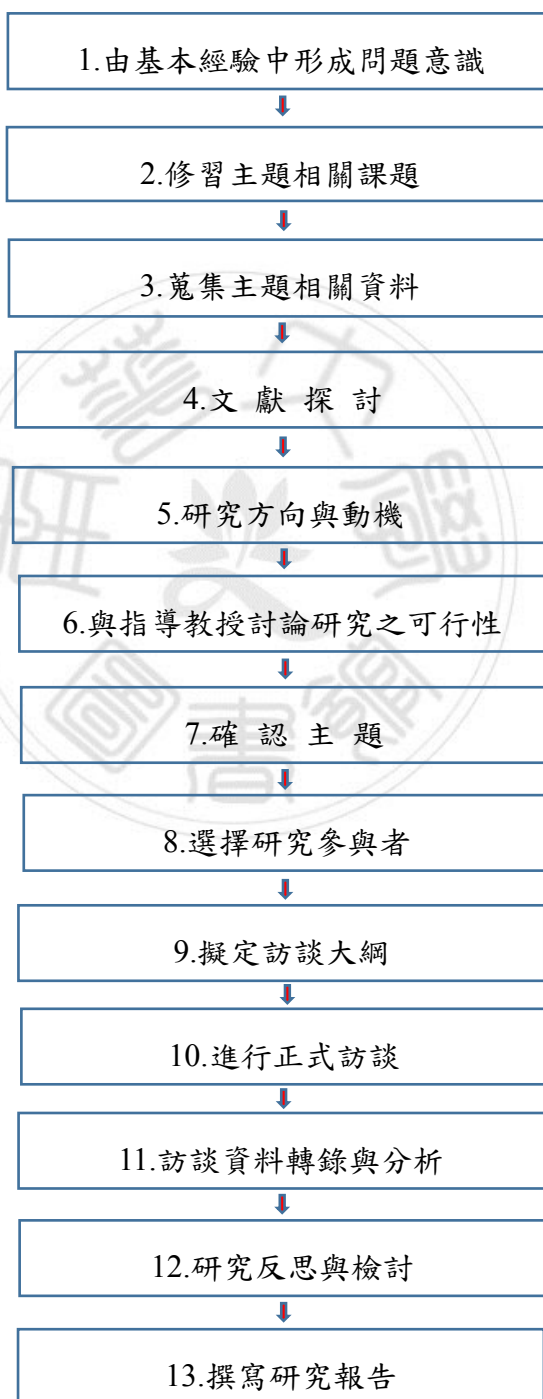 1.由基本經驗中形成問題意識
2.修習主題相關課題
3.蒐集主題相關資料
4.文 獻 探 討
5.研究方向與動機
6.與指導教授討論研究之可行性
7.確 認 主 題
8.選擇研究參與者
9.擬定訪談大綱
10.進行正式訪談
11.訪談資料轉錄與分析
12.研究反思與檢討
13.撰寫研究報告